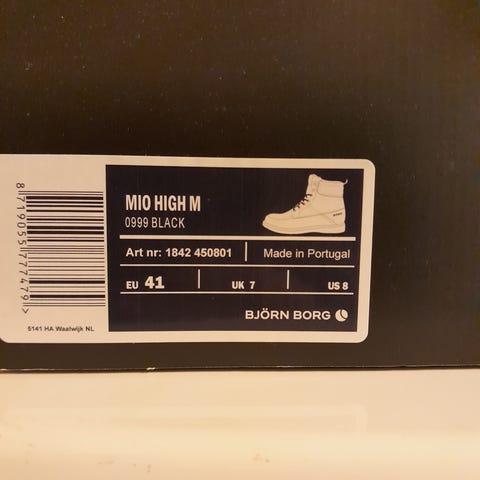 MIO HIGH M
0999 BLACK
Art nr: 1842 450801 Made in Portugal
EU 41 UK 7 US 8
BJÖRN BORG
8719055777479>
5141 HA Waalwijk NL